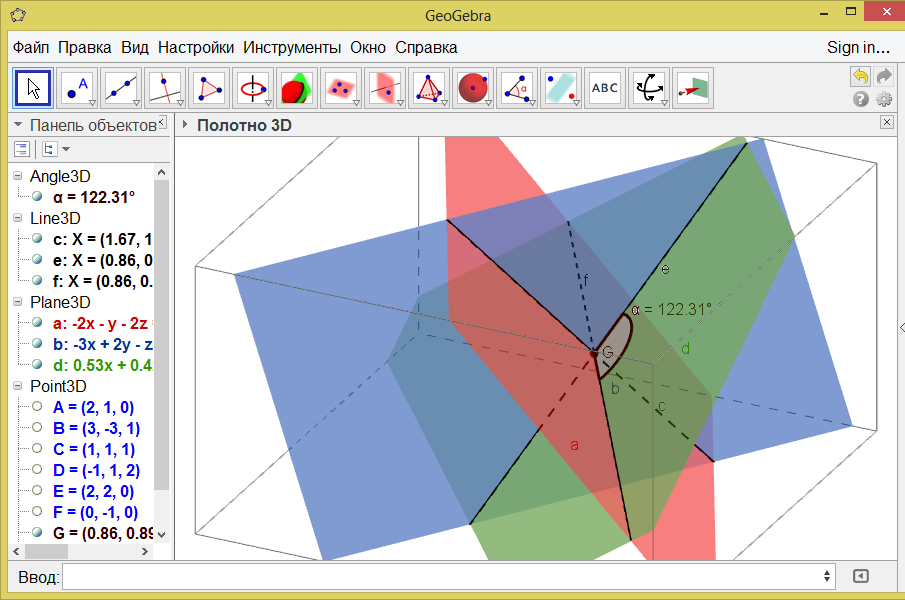 GeoGebra
Файл Правка Вид Настройки Инструменты Окно Справка Sign in...
A α ABC
Панель объектов Полотно 3D
Angle3D
α = 122.31°
Line3D
c: X = (1.67, 1
e: X = (0.86, 0
f: X = (0.86, 0.
Plane3D
a: -2x - y - 2z
b: -3x + 2y - z
d: 0.53x + 0.4
Point3D
A = (2, 1, 0)
B = (3, -3, 1)
C = (1, 1, 1)
D = (-1, 1, 2)
E = (2, 2, 0)
F = (0, -1, 0)
G = (0.86, 0.89
e
f
α = 122.31°
G
d
b
c
a
Ввод: